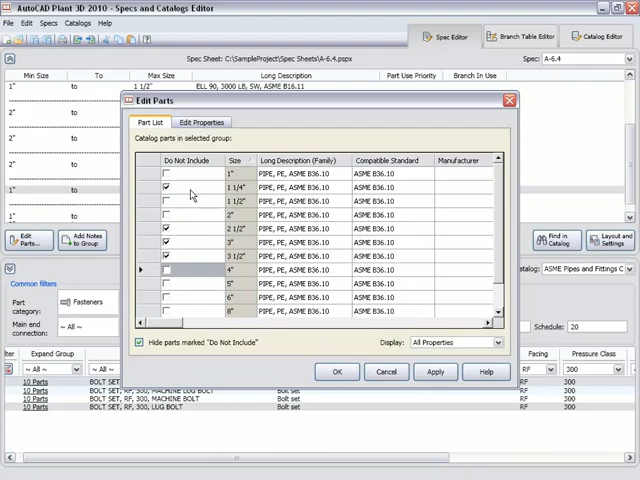 AutoCAD Plant 3D 2010 - Specs and Catalogs Editor
File Edit Specs Catalogs Help
Spec Editor Branch Table Editor Catalog Editor
Spec Sheet: C:\SampleProject\Spec Sheets\A-6.4.pspx Spec: A-6.4
Min Size To Max Size Long Description Part Use Priority Branch In Use
1" to 1 1/2" ELL 90, 3000 LB, SW, ASME B16.11
Edit Parts
Part List Edit Properties
Catalog parts in selected group:
Do Not Include Size Long Description (Family) Compatible Standard Manufacturer
1" PIPE, PE, ASME B36.10 ASME B36.10
1 1/4" PIPE, PE, ASME B36.10 ASME B36.10
1 1/2" PIPE, PE, ASME B36.10 ASME B36.10
2" PIPE, PE, ASME B36.10 ASME B36.10
2 1/2" PIPE, PE, ASME B36.10 ASME B36.10
3" PIPE, PE, ASME B36.10 ASME B36.10
3 1/2" PIPE, PE, ASME B36.10 ASME B36.10
4" PIPE, PE, ASME B36.10 ASME B36.10
5" PIPE, PE, ASME B36.10 ASME B36.10
6" PIPE, PE, ASME B36.10 ASME B36.10
8" PIPE, PE, ASME B36.10 ASME B36.10
Hide parts marked "Do Not Include" Display: All Properties
OK Cancel Apply Help
1" to
2" to
2" to
2" to
2" to
1" to
2" to
Edit Parts... Add Notes to Group Find in Catalog Layout and Settings
atalog: ASME Pipes and Fittings C
Common filters
Part category: Fasteners
Main end connection: ~ All ~
Schedule: 20
lter Expand Group Facing Pressure Class
~ All ~ ~ All ~ RF 300
10 Parts BOLT SET, RF, 300, RF 300
10 Parts BOLT SET, RF, 300, MACHINE LUG BOLT Bolt set RF 300
10 Parts BOLT SET, RF, 300, MACHINE BOLT Bolt set RF 300
10 Parts BOLT SET, RF, 300, LUG BOLT Bolt set RF 300